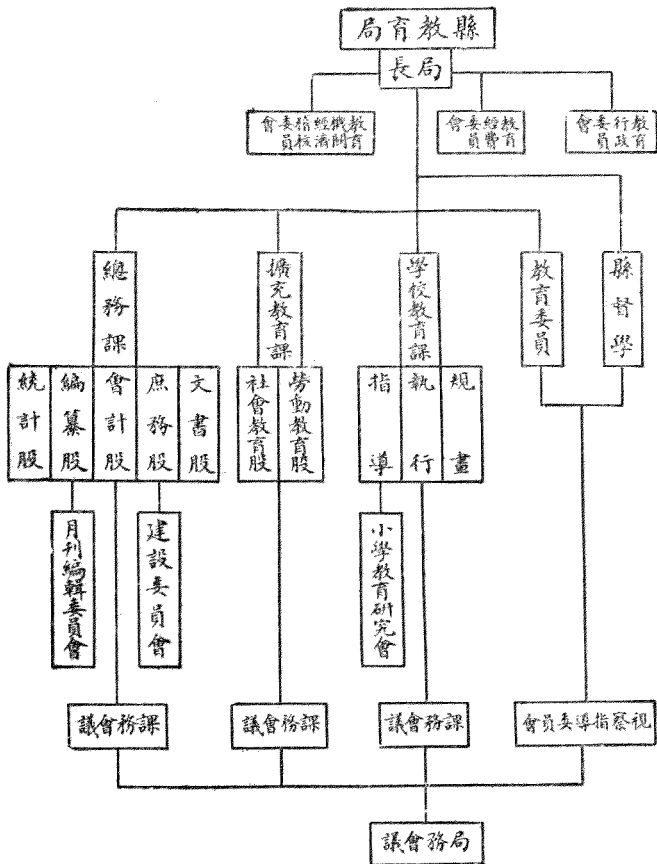 縣教育局
局長
教育行政委員會
教育經費委員會
教育機關經濟稽核委員會
縣督學
教育委員
學校教育課
擴充教育課
總務課
規畫
執行
指導
勞動教育股
社會教育股
文書股
庶務股
會計股
編纂股
統計股
小學教育研究會
建設委員會
月刊編輯委員會
視察指導委員會
課務會議
課務會議
課務會議
局務會議